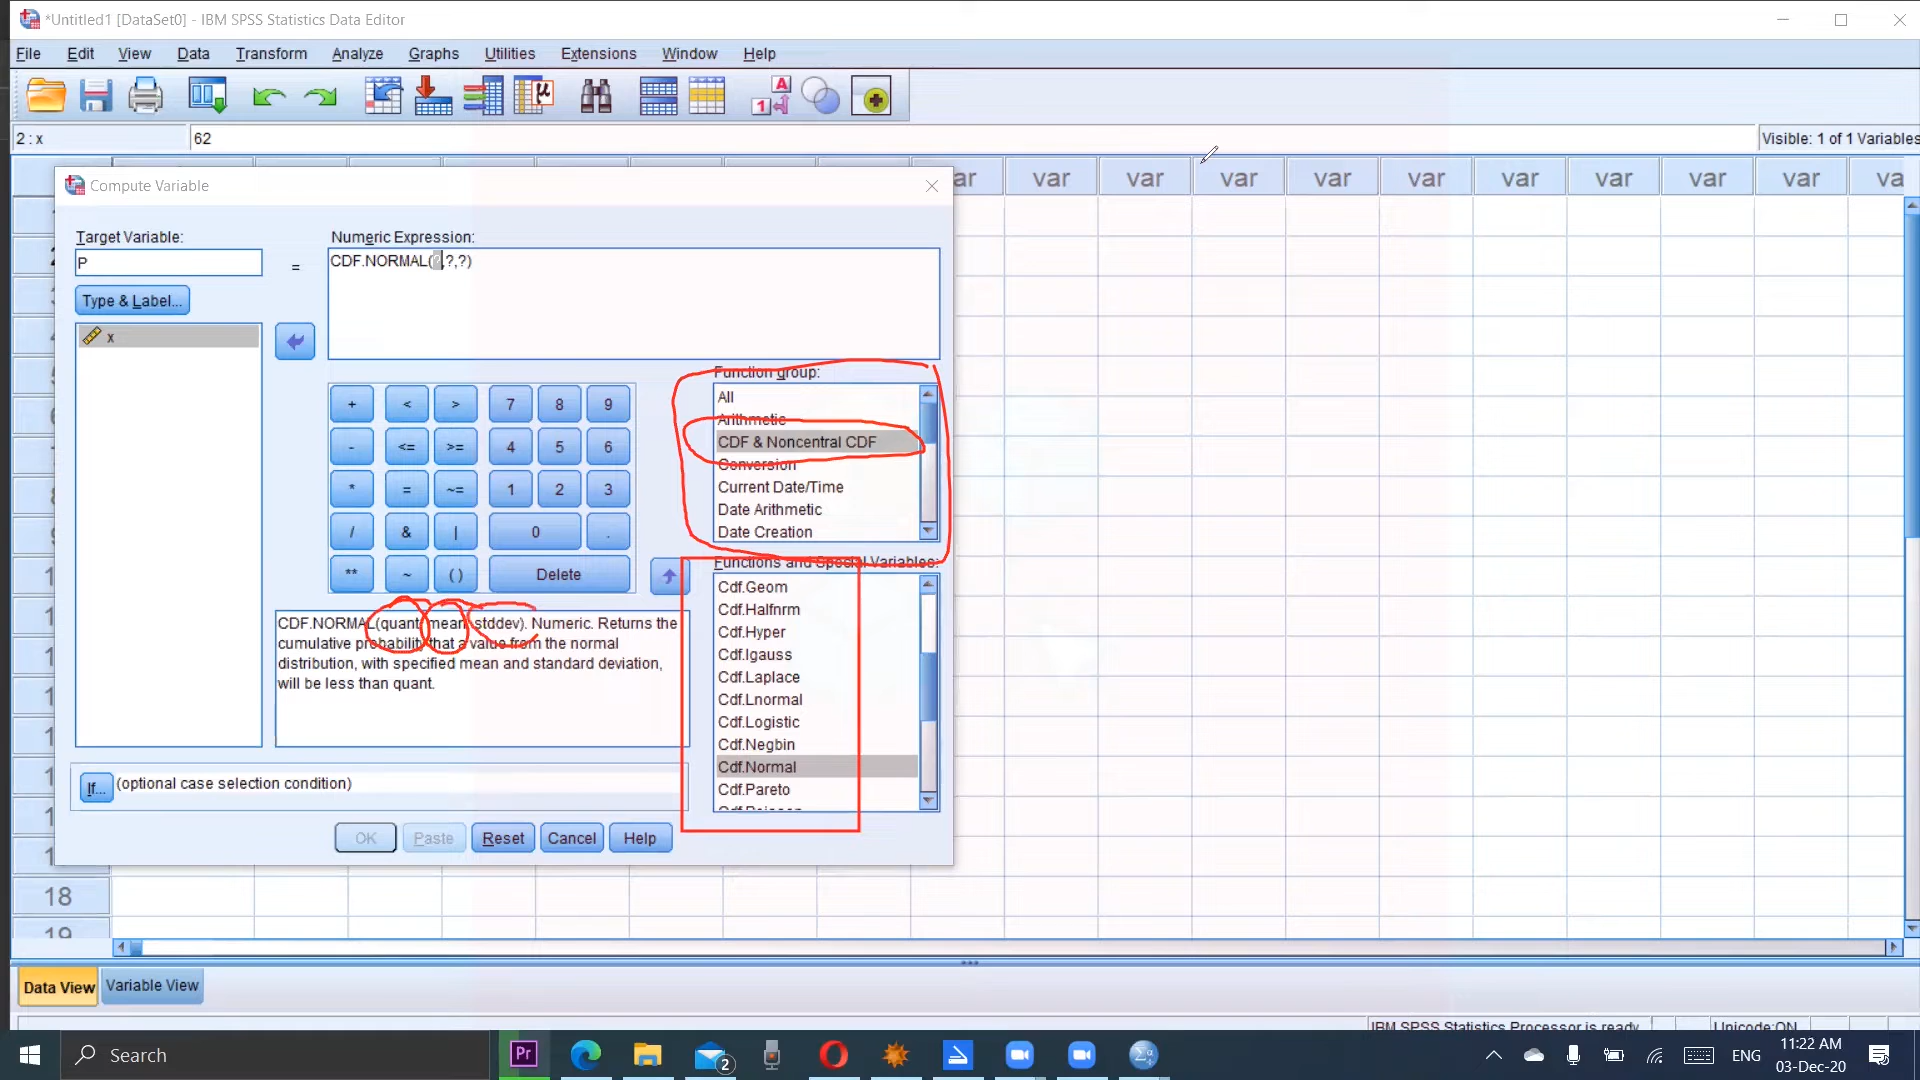 *Untitled1 [DataSet0] - IBM SPSS Statistics Data Editor
File Edit View Data Transform Analyze Graphs Utilities Extensions Window Help
2 : x 62 Visible: 1 of 1 Variables
var var var var var var var var var
Compute Variable
Target Variable:
P
=
Numeric Expression:
CDF.NORMAL(?,?,?)
Type & Label...
x
Function group:
All
Arithmetic
CDF & Noncentral CDF
Conversion
Current Date/Time
Date Arithmetic
Date Creation
+ < > 7 8 9
- <= >= 4 5 6
* = ~= 1 2 3
/ & | 0 .
** ~ ( ) Delete
Functions and Special Variables:
Cdf.Geom
Cdf.Halfnrm
Cdf.Hyper
Cdf.Igauss
Cdf.Laplace
Cdf.Lnormal
Cdf.Logistic
Cdf.Negbin
Cdf.Normal
Cdf.Pareto
CDF.NORMAL(quant, mean, stddev). Numeric. Returns the
cumulative probability that a value from the normal
distribution, with specified mean and standard deviation,
will be less than quant.
If... (optional case selection condition)
OK Paste Reset Cancel Help
18
19
Data View Variable View
IBM SPSS Statistics Processor is ready Unicode:ON
Search
Pr
2
ENG
11:22 AM
03-Dec-20